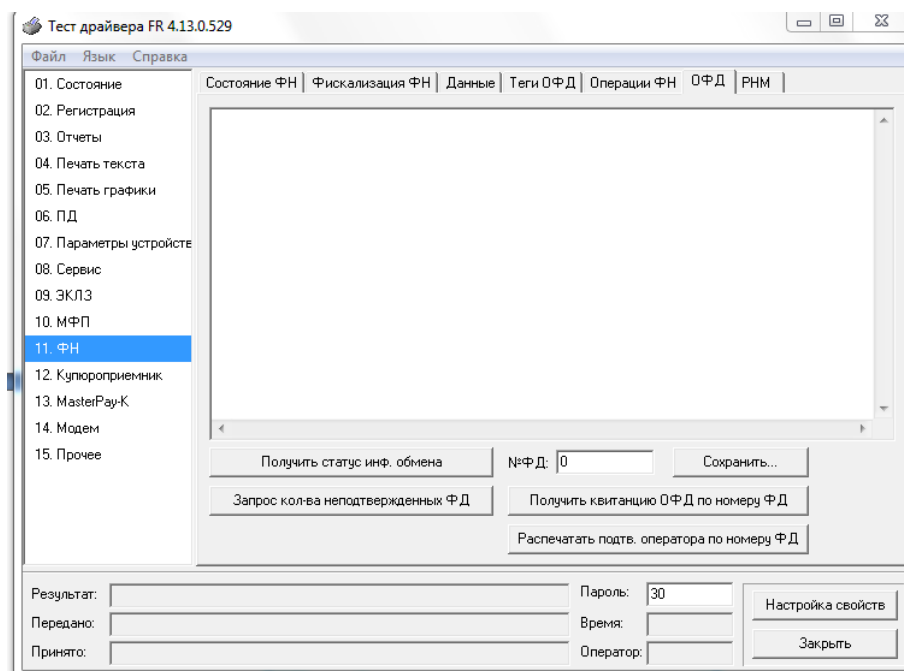 Тест драйвера FR 4.13.0.529
Файл Язык Справка
01. Состояние
02. Регистрация
03. Отчеты
04. Печать текста
05. Печать графики
06. ПД
07. Параметры устройств
08. Сервис
09. ЭКЛЗ
10. МФП
11. ФН
12. Купюроприемник
13. MasterPay-K
14. Модем
15. Прочее
Состояние ФН Фискализация ФН Данные Теги ОФД Операции ФН ОФД РНМ
Получить статус инф. обмена №ФД: 0 Сохранить...
Запрос кол-ва неподтвержденных ФД Получить квитанцию ОФД по номеру ФД
Распечатать подтв. оператора по номеру ФД
Результат: Пароль: 30 Настройка свойств
Передано: Время:
Принято: Оператор: Закрыть